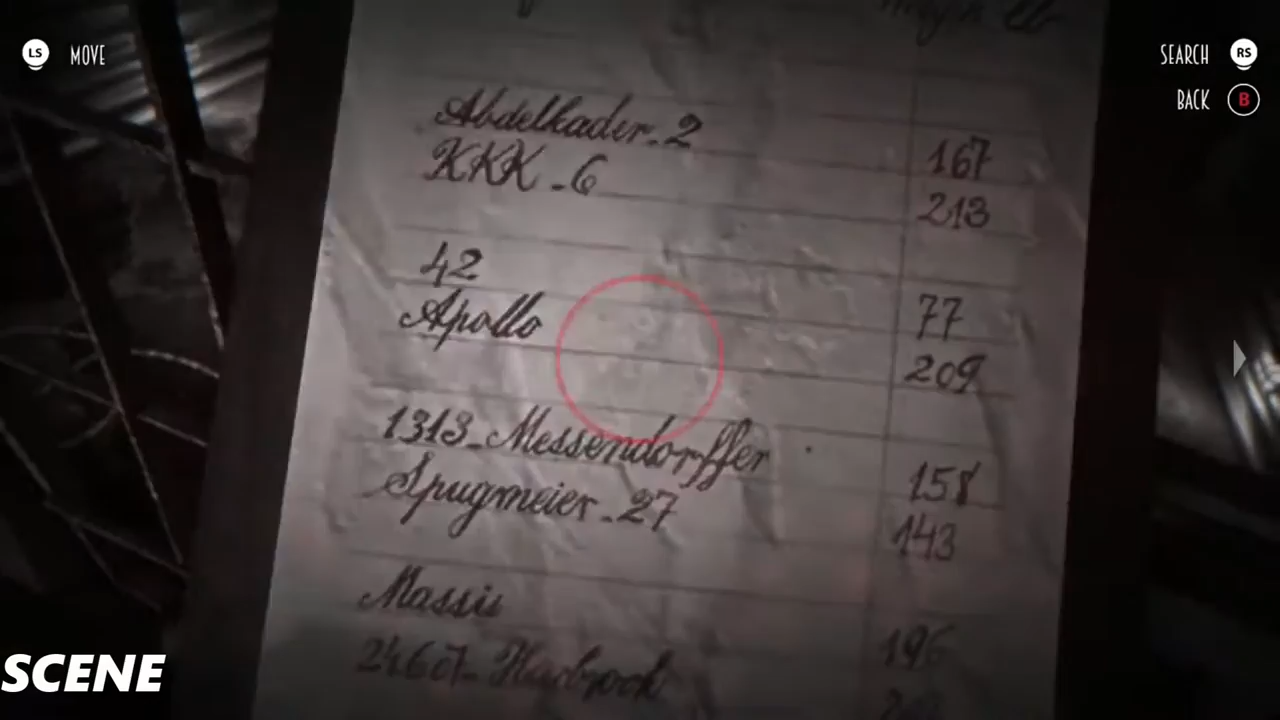 LS MOVE
SEARCH RS
BACK B
Abdelkader_2 167
KKK_6 213
42 77
Apollo 209
1313_Messendorffer 158
Spugmeier_27 143
Massii 196
SCENE